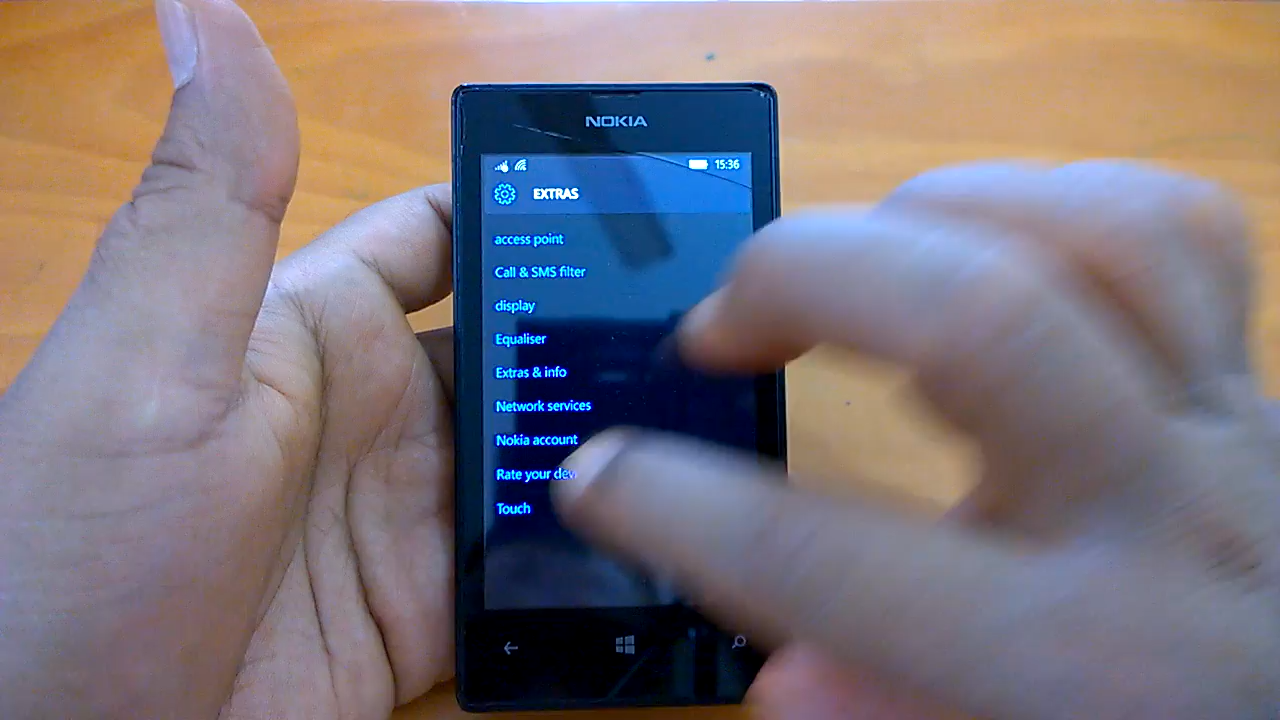 NOKIA
15:36
EXTRAS
access point
Call & SMS filter
display
Equaliser
Extras & info
Network services
Nokia account
Rate your
Touch